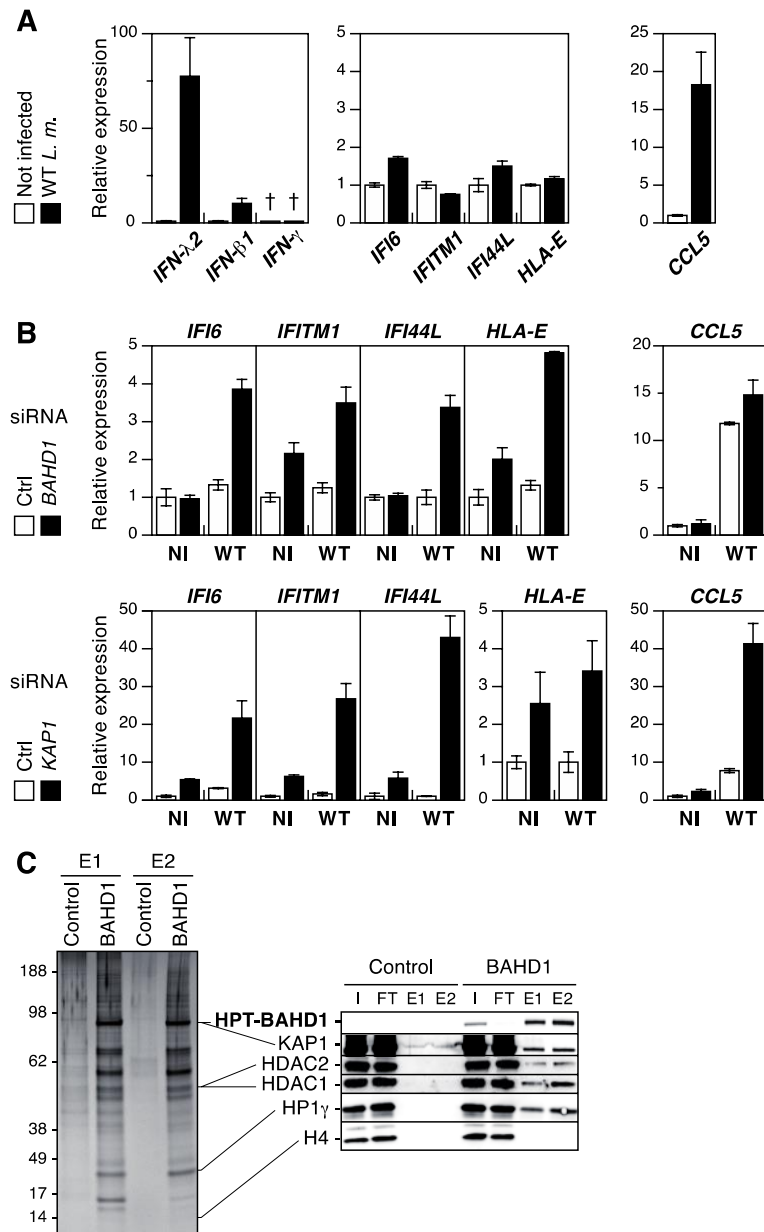 A
Not infected
WT L. m.
Relative expression
100
50
0
† †
IFN-λ2
IFN-β1
IFN-γ
5
4
3
2
1
0
IFI6
IFITM1
IFI44L
HLA-E
25
20
15
10
5
0
CCL5
B
siRNA
Ctrl
BAHD1
Relative expression
IFI6 IFITM1 IFI44L HLA-E CCL5
5
4
3
2
1
0
20
15
10
5
0
NI WT NI WT NI WT NI WT NI WT
siRNA
Ctrl
KAP1
Relative expression
IFI6 IFITM1 IFI44L HLA-E CCL5
50
40
30
20
10
0
5
4
3
2
1
0
50
40
30
20
10
0
NI WT NI WT NI WT NI WT NI WT
C
E1 E2
Control BAHD1 Control BAHD1
188
98
62
38
49
17
14
Control BAHD1
I FT E1 E2 I FT E1 E2
HPT-BAHD1
KAP1
HDAC2
HDAC1
HP1γ
H4